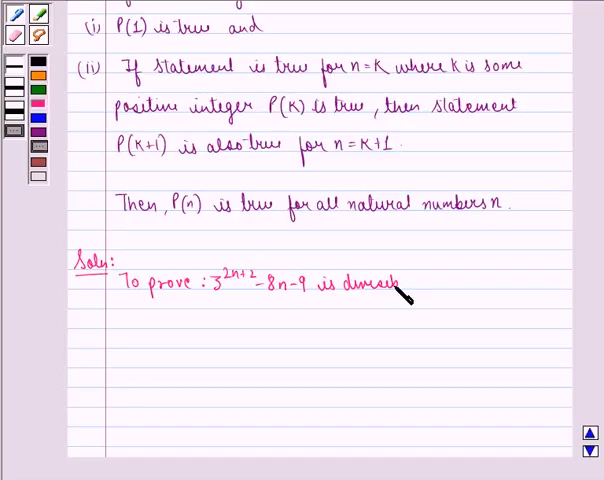 (i) P(1) is true and
(ii) If statement is true for n=k where k is some
positive integer P(k) is true, then statement
P(k+1) is also true for n=k+1.
Then, P(n) is true for all natural numbers n.
Soln:
To prove : 3^{2n+2} - 8n - 9 is